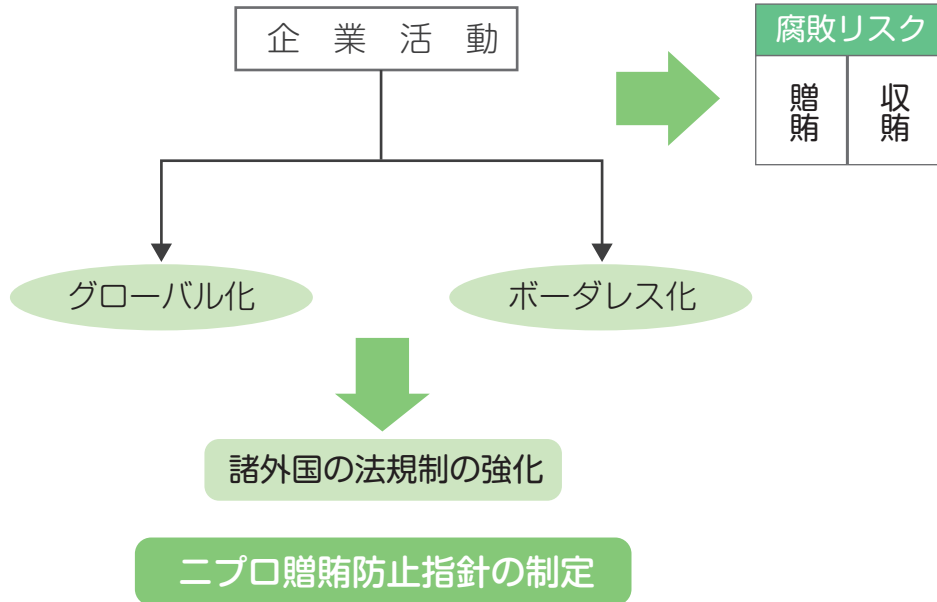 企業活動
腐敗リスク
贈賄
収賄
グローバル化
ボーダレス化
諸外国の法規制の強化
ニプロ贈賄防止指針の制定